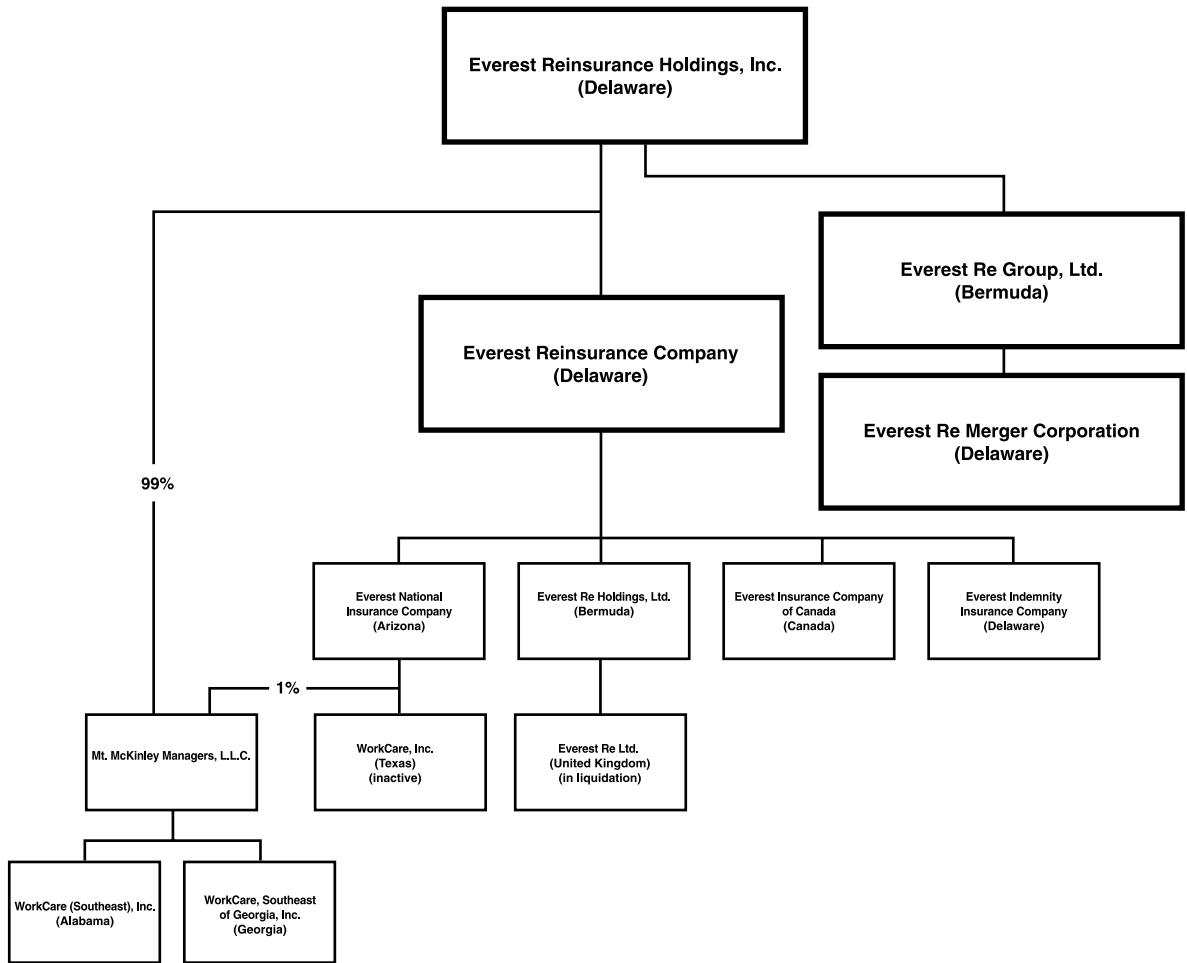 Everest Reinsurance Holdings, Inc.
(Delaware)
Everest Re Group, Ltd.
(Bermuda)
Everest Reinsurance Company
(Delaware)
Everest Re Merger Corporation
(Delaware)
99%
Everest National
Insurance Company
(Arizona)
Everest Re Holdings, Ltd.
(Bermuda)
Everest Insurance Company
of Canada
(Canada)
Everest Indemnity
Insurance Company
(Delaware)
1%
Mt. McKinley Managers, L.L.C.
WorkCare, Inc.
(Texas)
(inactive)
Everest Re Ltd.
(United Kingdom)
(in liquidation)
WorkCare (Southeast), Inc.
(Alabama)
WorkCare, Southeast
of Georgia, Inc.
(Georgia)